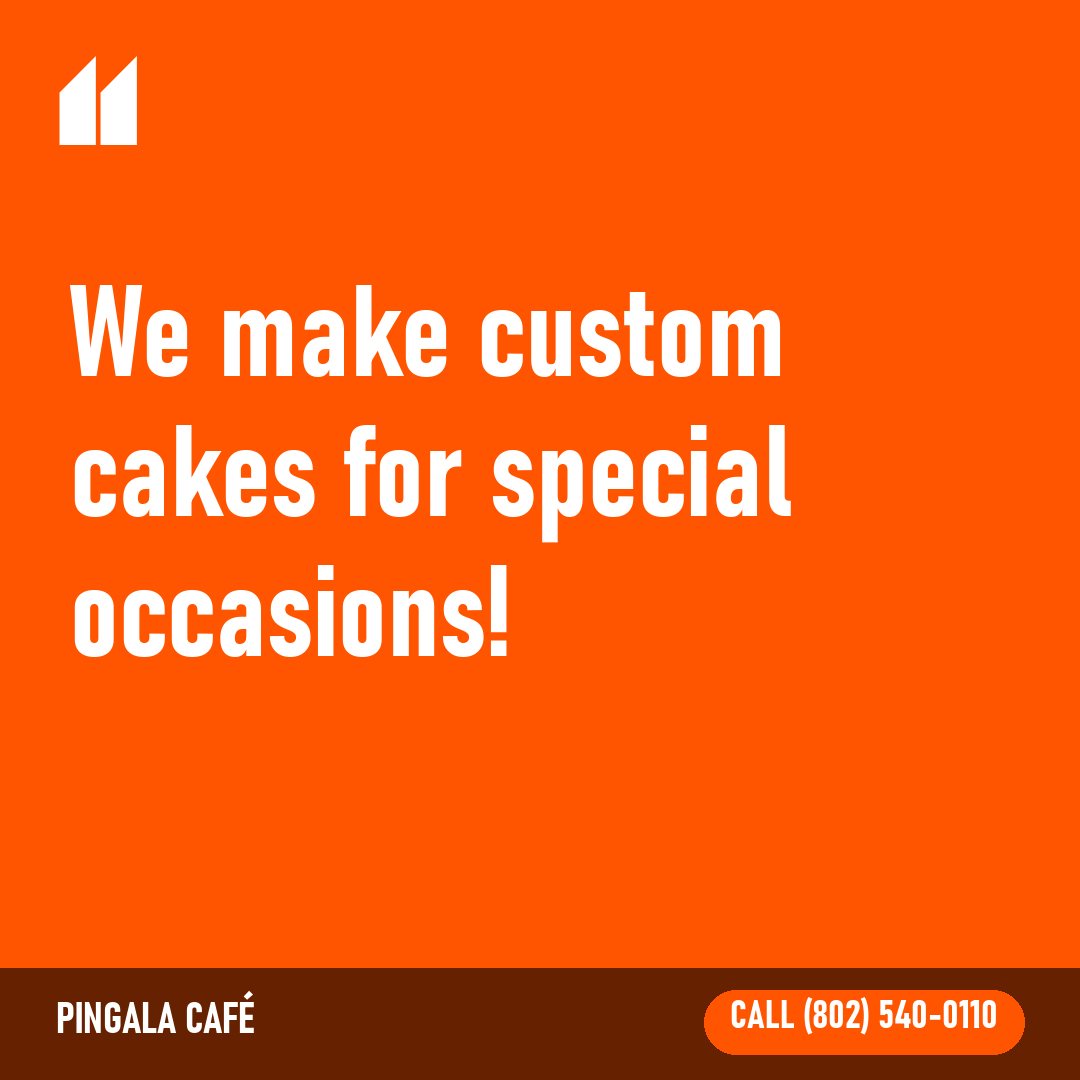 “
We make custom
cakes for special
occasions!
PINGALA CAFÉ
CALL (802) 540-0110